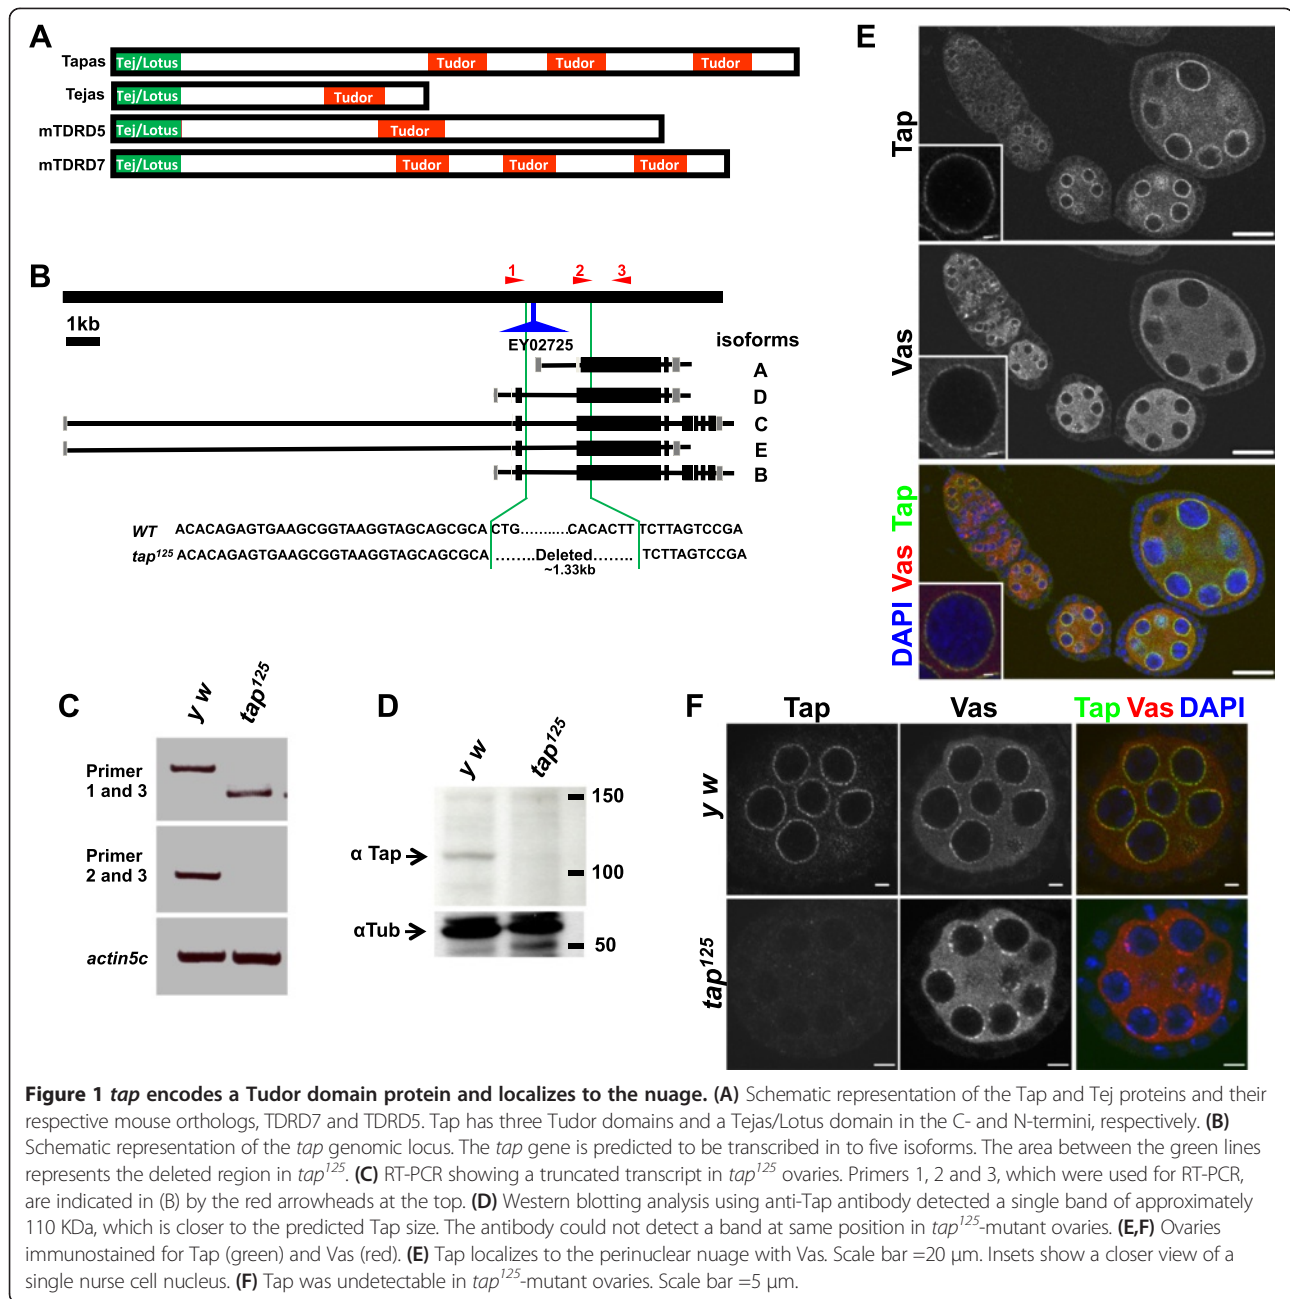 A
Tapas
Tej/Lotus
Tudor
Tudor
Tudor
Tejas
Tej/Lotus
Tudor
mTDRD5
Tej/Lotus
Tudor
mTDRD7
Tej/Lotus
Tudor
Tudor
Tudor
B
1
2
3
1kb
EY02725
isoforms
A
D
C
E
B
WT ACACAGAGTGAAGCGGTAAGGTAGCAGCGCA CTG...........CACACTT TCTTAGTCCGA
tap125 ACACAGAGTGAAGCGGTAAGGTAGCAGCGCA ........Deleted........ TCTTAGTCCGA
~1.33kb
C
y w
tap125
Primer
1 and 3
Primer
2 and 3
actin5c
D
y w
tap125
150
α Tap
100
αTub
50
E
Tap
Vas
DAPI Vas Tap
F
Tap
Vas
Tap Vas DAPI
y w
tap125
Figure 1 tap encodes a Tudor domain protein and localizes to the nuage. (A) Schematic representation of the Tap and Tej proteins and their
respective mouse orthologs, TDRD7 and TDRD5. Tap has three Tudor domains and a Tejas/Lotus domain in the C- and N-termini, respectively. (B)
Schematic representation of the tap genomic locus. The tap gene is predicted to be transcribed in to five isoforms. The area between the green lines
represents the deleted region in tap125. (C) RT-PCR showing a truncated transcript in tap125 ovaries. Primers 1, 2 and 3, which were used for RT-PCR,
are indicated in (B) by the red arrowheads at the top. (D) Western blotting analysis using anti-Tap antibody detected a single band of approximately
110 KDa, which is closer to the predicted Tap size. The antibody could not detect a band at same position in tap125-mutant ovaries. (E,F) Ovaries
immunostained for Tap (green) and Vas (red). (E) Tap localizes to the perinuclear nuage with Vas. Scale bar =20 μm. Insets show a closer view of a
single nurse cell nucleus. (F) Tap was undetectable in tap125-mutant ovaries. Scale bar =5 μm.